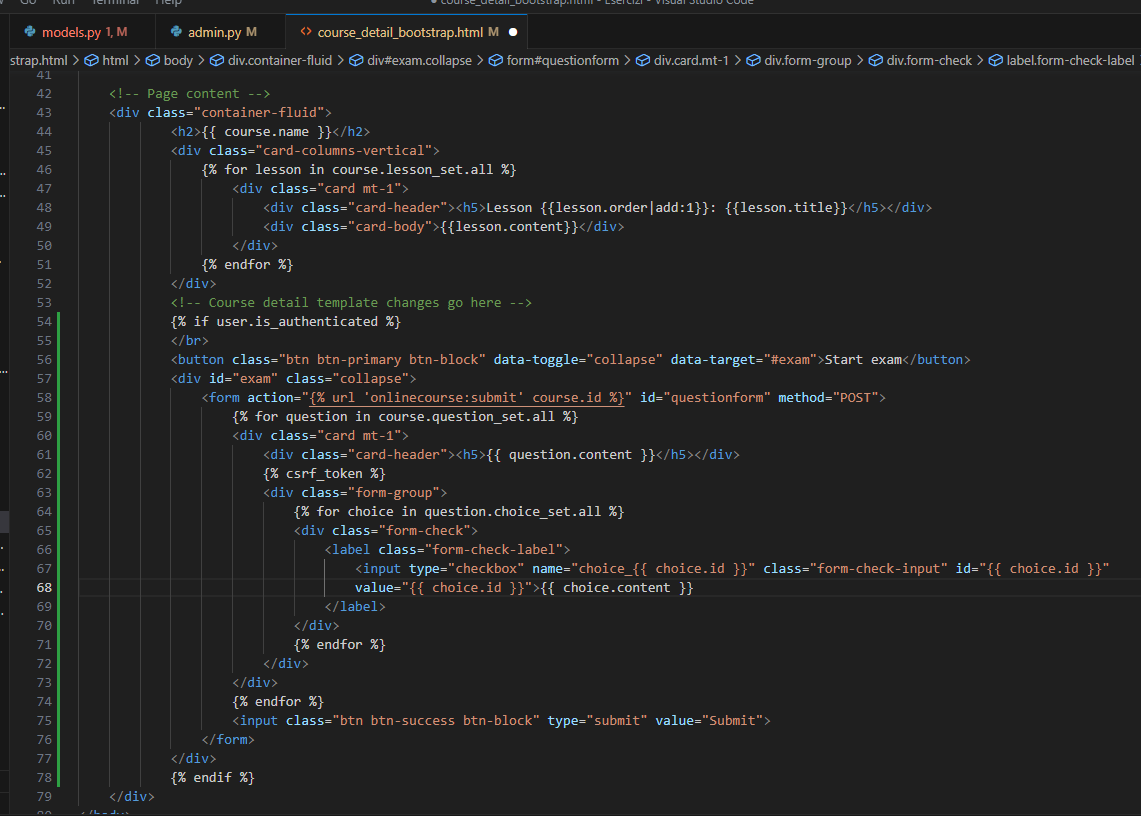 Go Run Terminal Help
course_detail_bootstrap.html - Esercizi - Visual Studio Code
models.py 1, M
admin.py M
course_detail_bootstrap.html M
strap.html > html > body > div.container-fluid > div#exam.collapse > form#questionform > div.card.mt-1 > div.form-group > div.form-check > label.form-check-label
41
42 <!-- Page content -->
43 <div class="container-fluid">
44 <h2>{{ course.name }}</h2>
45 <div class="card-columns-vertical">
46 {% for lesson in course.lesson_set.all %}
47 <div class="card mt-1">
48 <div class="card-header"><h5>Lesson {{lesson.order|add:1}}: {{lesson.title}}</h5></div>
49 <div class="card-body">{{lesson.content}}</div>
50 </div>
51 {% endfor %}
52 </div>
53 <!-- Course detail template changes go here -->
54 {% if user.is_authenticated %}
55 </br>
56 <button class="btn btn-primary btn-block" data-toggle="collapse" data-target="#exam">Start exam</button>
57 <div id="exam" class="collapse">
58 <form action="{% url 'onlinecourse:submit' course.id %}" id="questionform" method="POST">
59 {% for question in course.question_set.all %}
60 <div class="card mt-1">
61 <div class="card-header"><h5>{{ question.content }}</h5></div>
62 {% csrf_token %}
63 <div class="form-group">
64 {% for choice in question.choice_set.all %}
65 <div class="form-check">
66 <label class="form-check-label">
67 <input type="checkbox" name="choice_{{ choice.id }}" class="form-check-input" id="{{ choice.id }}"
68 value="{{ choice.id }}">{{ choice.content }}
69 </label>
70 </div>
71 {% endfor %}
72 </div>
73 </div>
74 {% endfor %}
75 <input class="btn btn-success btn-block" type="submit" value="Submit">
76 </form>
77 </div>
78 {% endif %}
79 </div>
80 </body>